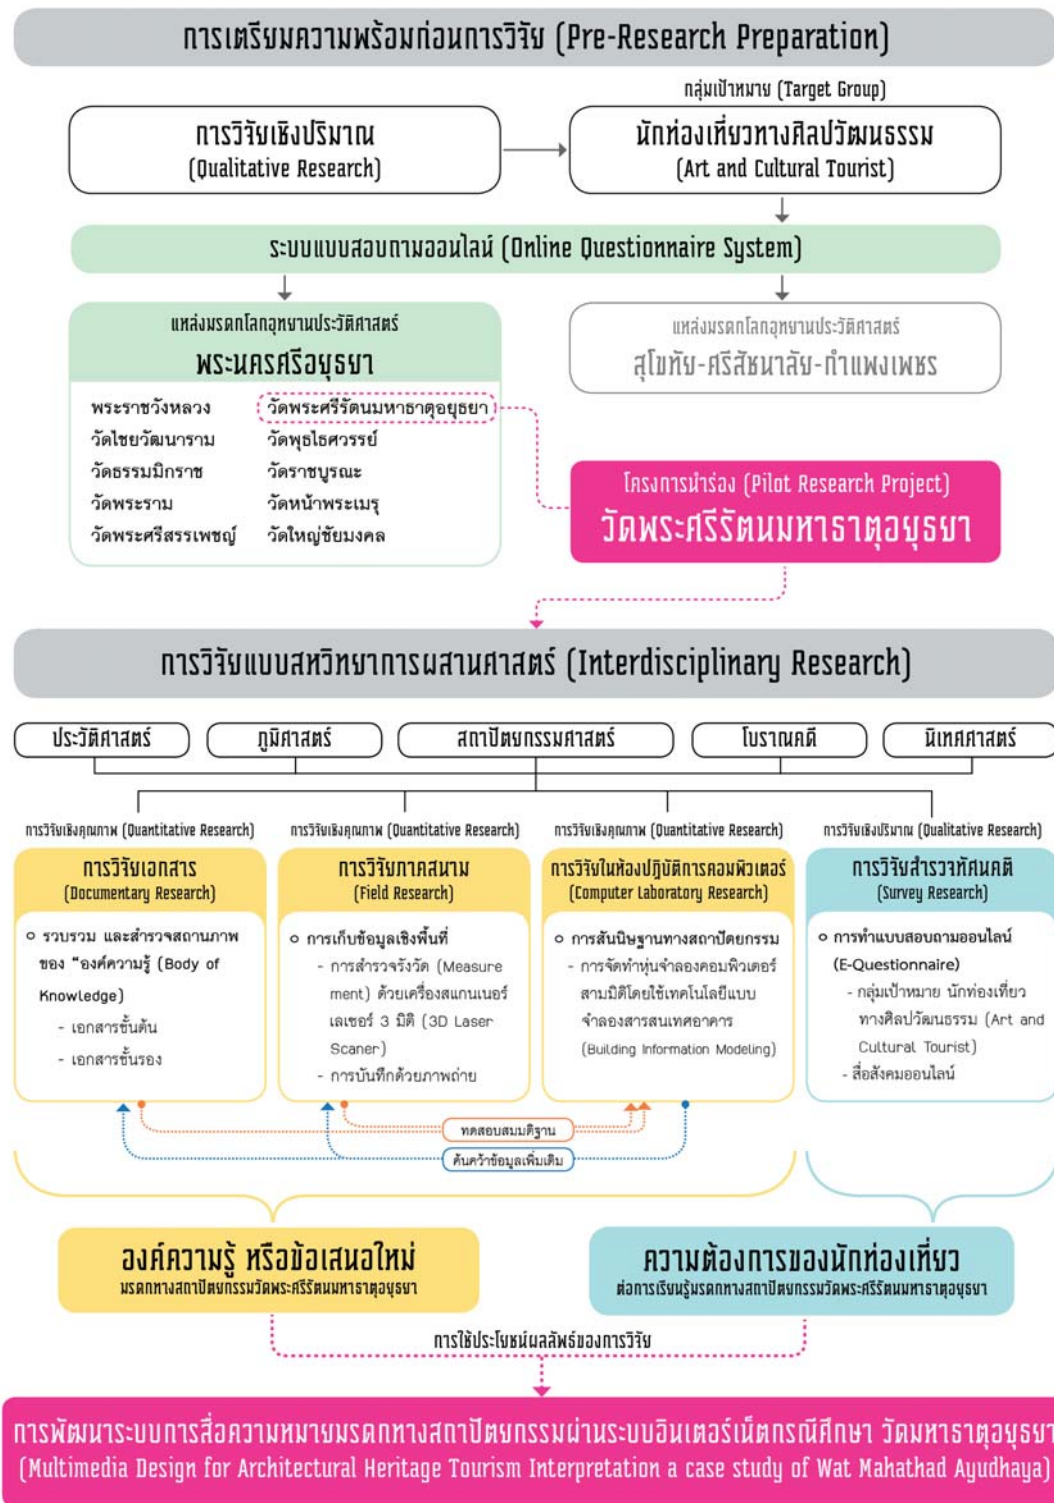 การเตรียมความพร้อมก่อนการวิจัย (Pre-Research Preparation)
กลุ่มเป้าหมาย (Target Group)
การวิจัยเชิงปริมาณ
(Qualitative Research)
นักท่องเที่ยวทางศิลปวัฒนธรรม
(Art and Cultural Tourist)
ระบบแบบสอบถามออนไลน์ (Online Questionnaire System)
แหล่งมรดกโลกอุทยานประวัติศาสตร์
พระนครศรีอยุธยา
แหล่งมรดกโลกอุทยานประวัติศาสตร์
สุโขทัย-ศรีสัชนาลัย-กำแพงเพชร
พระราชวังหลวง
วัดพระศรีรัตนมหาธาตุอยุธยา
วัดไชยวัฒนาราม
วัดพุทไธศวรรย์
วัดธรรมมิกราช
วัดราชบูรณะ
วัดพระราม
วัดหน้าพระเมรุ
วัดพระศรีสรรเพชญ์
วัดใหญ่ชัยมงคล
โครงการนำร่อง (Pilot Research Project)
วัดพระศรีรัตนมหาธาตุอยุธยา
การวิจัยแบบสหวิทยาการผสานศาสตร์ (Interdisciplinary Research)
ประวัติศาสตร์
ภูมิศาสตร์
สถาปัตยกรรมศาสตร์
โบราณคดี
นิเทศศาสตร์
การวิจัยเชิงคุณภาพ (Quantitative Research)
การวิจัยเอกสาร
(Documentary Research)
รวบรวม และสำรวจสถานภาพ
ของ "องค์ความรู้ (Body of
Knowledge)
- เอกสารชั้นต้น
- เอกสารชั้นรอง
การวิจัยเชิงคุณภาพ (Quantitative Research)
การวิจัยภาคสนาม
(Field Research)
การเก็บข้อมูลเชิงพื้นที่
- การสำรวจรังวัด (Measure
ment) ด้วยเครื่องสแกนเนอร์
เลเซอร์ 3 มิติ (3D Laser
Scaner)
- การบันทึกด้วยภาพถ่าย
การวิจัยเชิงคุณภาพ (Quantitative Research)
การวิจัยในห้องปฏิบัติการคอมพิวเตอร์
(Computer Laboratory Research)
การสันนิษฐานทางสถาปัตยกรรม
- การจัดทำหุ่นจำลองคอมพิวเตอร์
สามมิติโดยใช้เทคโนโลยีแบบ
จำลองสารสนเทศอาคาร
(Building Information Modeling)
การวิจัยเชิงปริมาณ (Qualitative Research)
การวิจัยสำรวจทัศนคติ
(Survey Research)
การทำแบบสอบถามออนไลน์
(E-Questionnaire)
- กลุ่มเป้าหมาย นักท่องเที่ยว
ทางศิลปวัฒนธรรม (Art and
Cultural Tourist)
- สื่อสังคมออนไลน์
ทดสอบสมมติฐาน
ค้นคว้าข้อมูลเพิ่มเติม
องค์ความรู้ หรือข้อเสนอใหม่
มรดกทางสถาปัตยกรรมวัดพระศรีรัตนมหาธาตุอยุธยา
ความต้องการของนักท่องเที่ยว
ต่อการเรียนรู้มรดกทางสถาปัตยกรรมวัดพระศรีรัตนมหาธาตุอยุธยา
การใช้ประโยชน์ผลลัพธ์ของการวิจัย
การพัฒนาระบบการสื่อความหมายมรดกทางสถาปัตยกรรมผ่านระบบอินเตอร์เน็ตกรณีศึกษา วัดมหาธาตุอยุธยา
(Multimedia Design for Architectural Heritage Tourism Interpretation a case study of Wat Mahathad Ayudhaya)